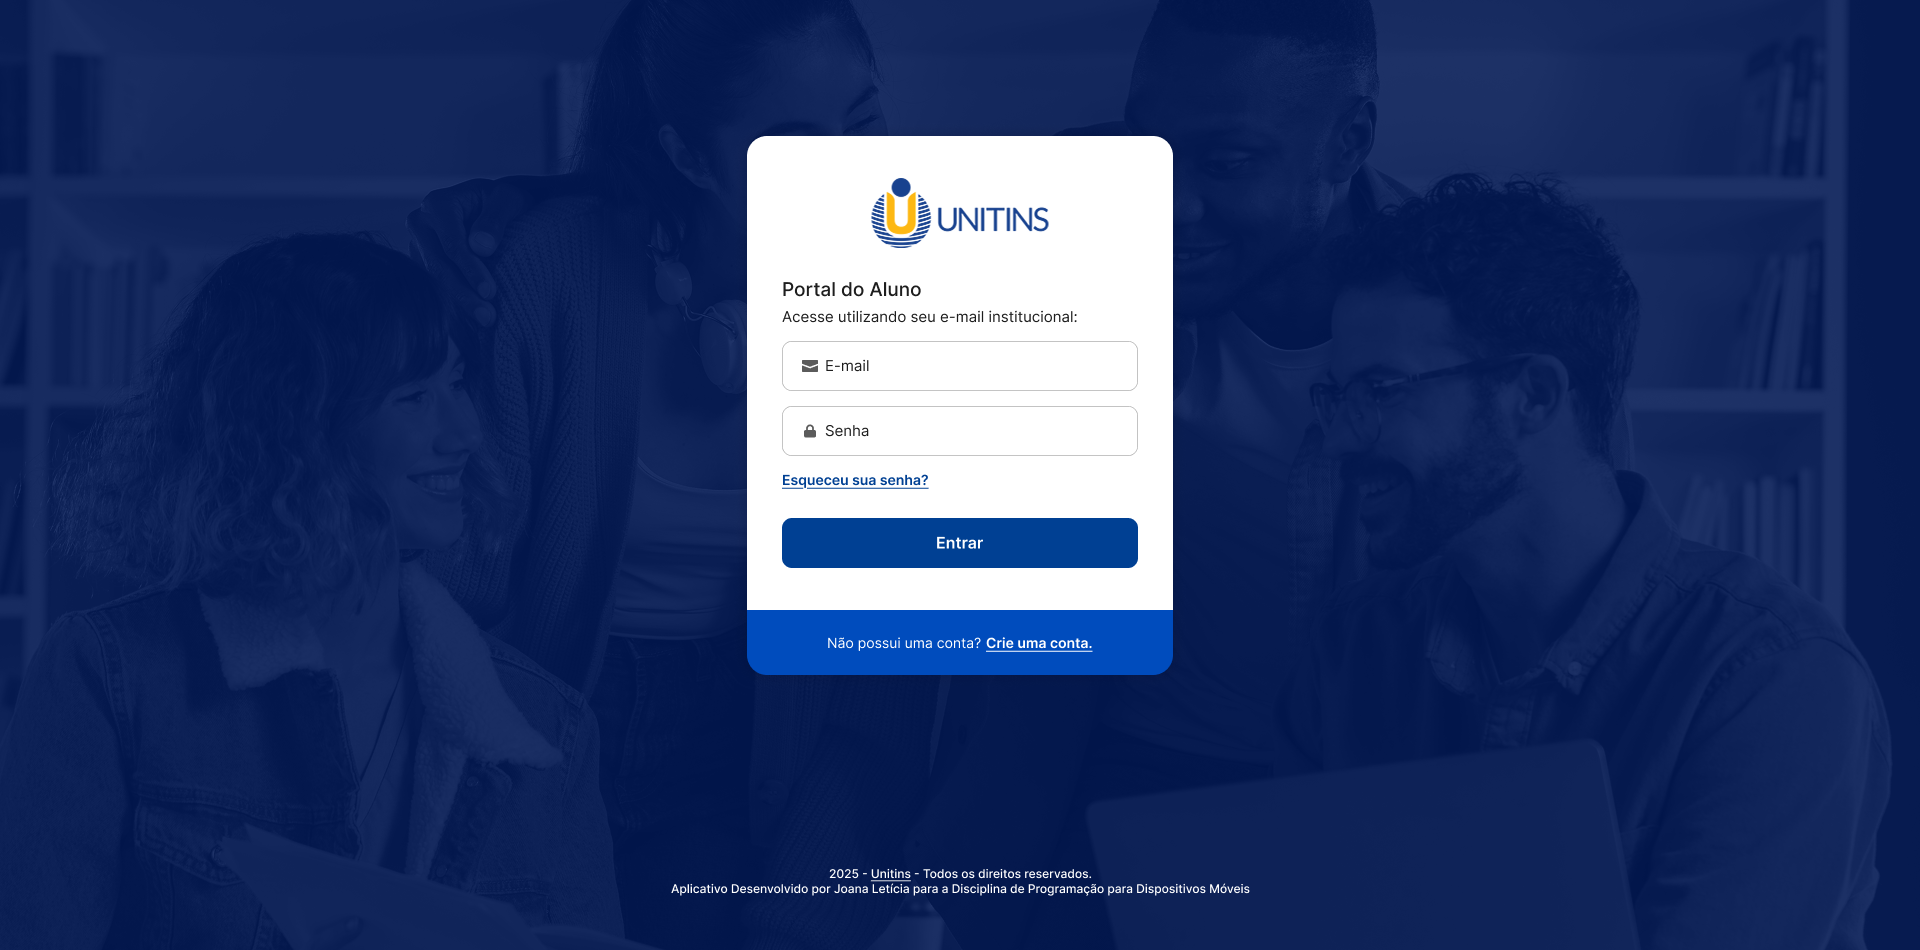 UNITINS
Portal do Aluno
Acesse utilizando seu e-mail institucional:
E-mail
Senha
Esqueceu sua senha?
Entrar
Não possui uma conta? Crie uma conta.
2025 - Unitins - Todos os direitos reservados.
Aplicativo Desenvolvido por Joana Letícia para a Disciplina de Programação para Dispositivos Móveis